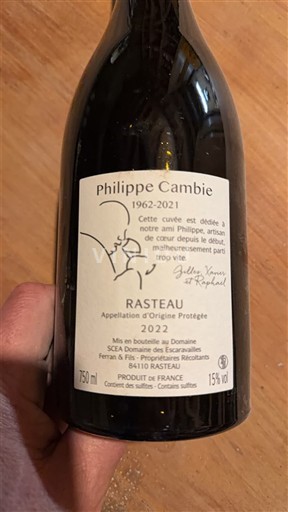 Philippe Cambie
1962-2021
Cette cuvée est dédiée à
notre ami Philippe, artisan
de cœur depuis le début,
malheureusement parti
trop vite
Gilles, Xavier
et Raphaël
RASTEAU
Appellation d'Origine Protégée
2022
Mis en bouteille au Domaine
SCEA Domaine des Escaravailles
Ferran & Fils - Propriétaires Récoltants
84110 RASTEAU
750 ml PRODUIT DE FRANCE 15% vol
Contient des sulfites - Contains sulfites